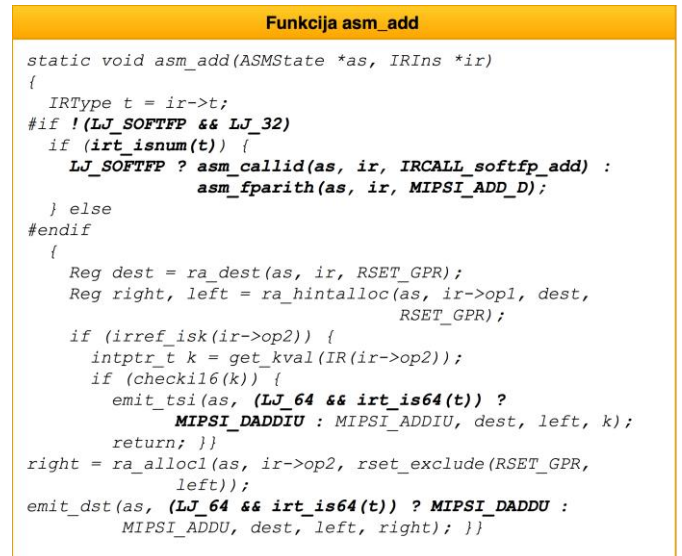 Funkcija asm_add
static void asm_add(ASMState *as, IRIns *ir)
{
  IRType t = ir->t;
#if !(LJ_SOFTFP && LJ_32)
  if (irt_isnum(t)) {
    LJ_SOFTFP ? asm_callid(as, ir, IRCALL_softfp_add) :
              asm_fparith(as, ir, MIPSI_ADD_D);
  } else
#endif
  {
    Reg dest = ra_dest(as, ir, RSET_GPR);
    Reg right, left = ra_hintalloc(as, ir->op1, dest,
                                   RSET_GPR);
    if (irref_isk(ir->op2)) {
      intptr_t k = get_kval(IR(ir->op2));
      if (checki16(k)) {
        emit_tsi(as, (LJ_64 && irt_is64(t)) ?
              MIPSI_DADDIU : MIPSI_ADDIU, dest, left, k);
        return; }}
right = ra_alloc1(as, ir->op2, rset_exclude(RSET_GPR,
              left));
emit_dst(as, (LJ_64 && irt_is64(t)) ? MIPSI_DADDU :
         MIPSI_ADDU, dest, left, right); }}